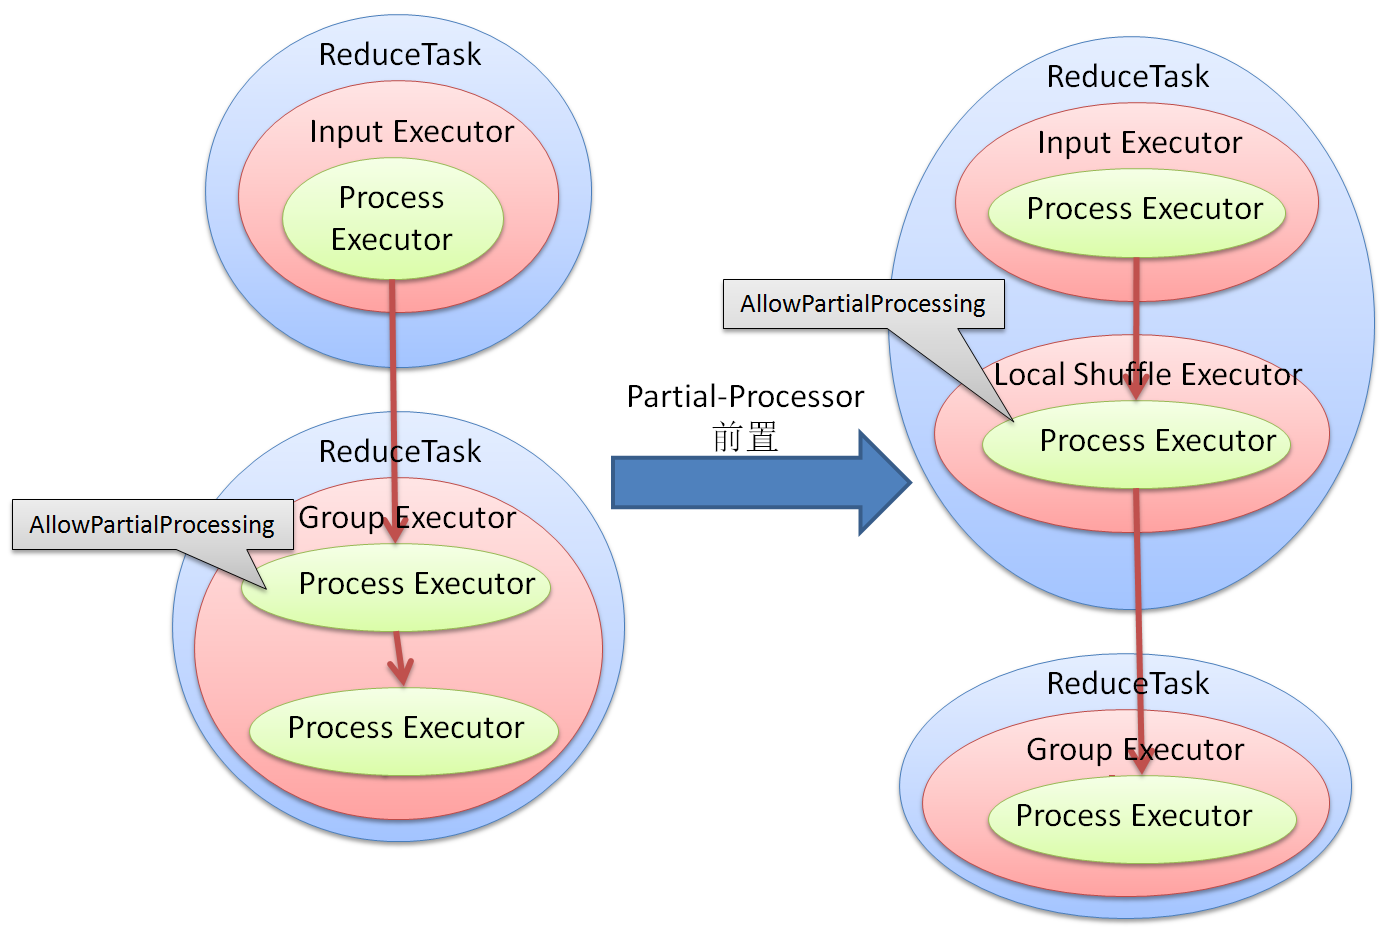 ReduceTask
Input Executor
Process
Executor
ReduceTask
AllowPartialProcessing
Group Executor
Process Executor
Process Executor
Partial-Processor
前置
ReduceTask
Input Executor
Process Executor
AllowPartialProcessing
Local Shuffle Executor
Process Executor
ReduceTask
Group Executor
Process Executor